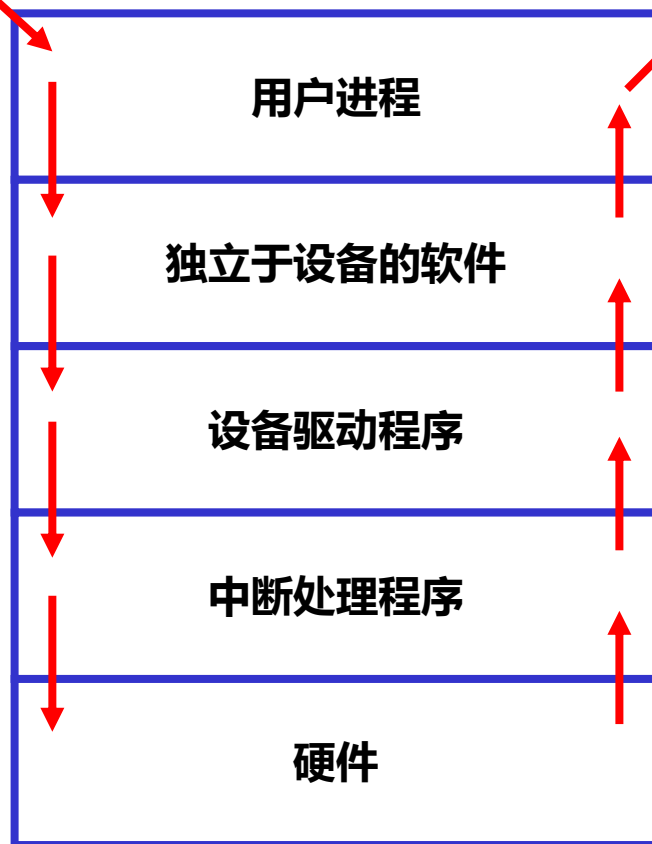 用户进程
独立于设备的软件
设备驱动程序
中断处理程序
硬件